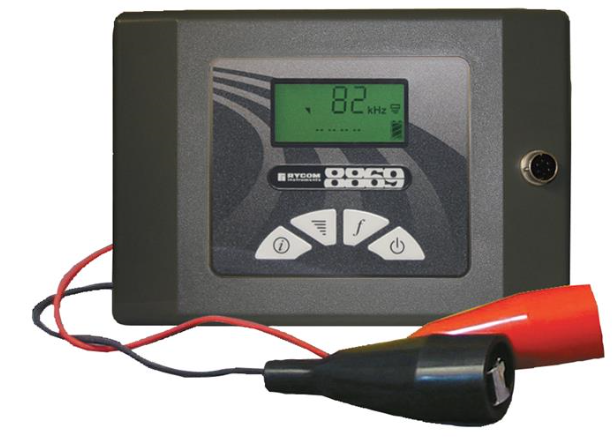 82 kHz
-- -- -- --
RYCOM
Instruments
8869
i
f